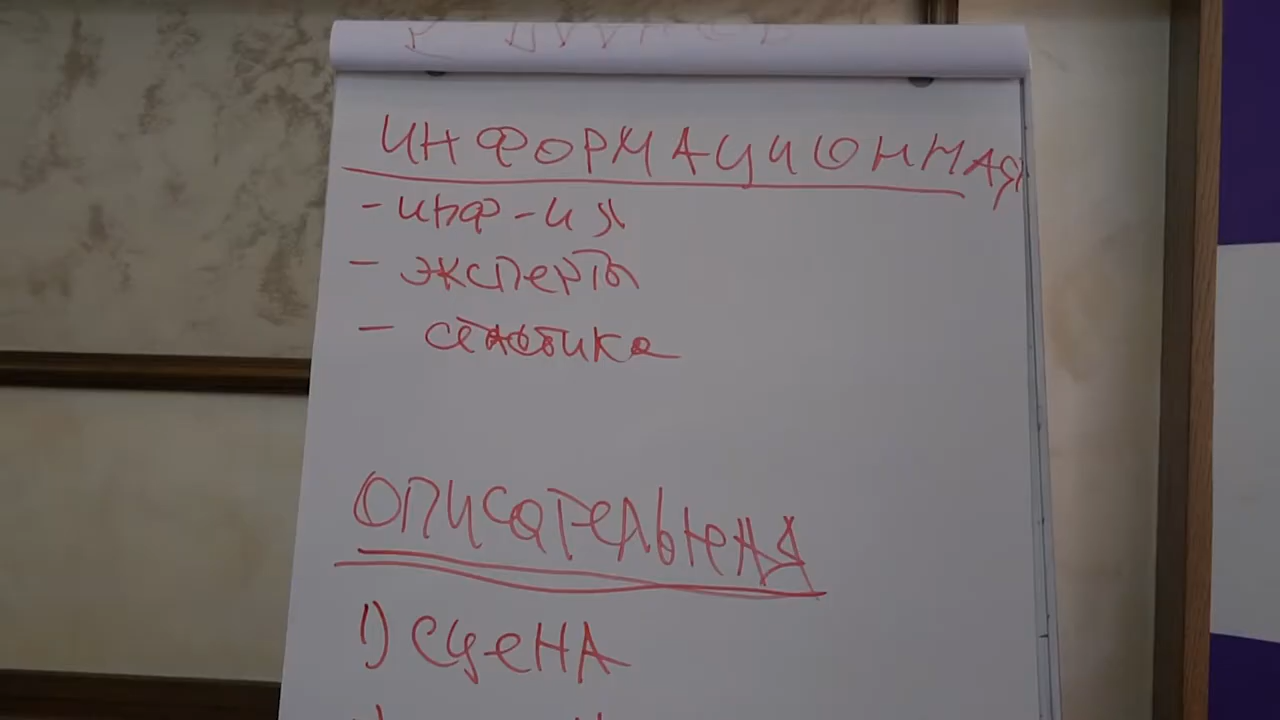 ИНФОРМАЦИОННАЯ
- ИНФ-ИЯ
- эксперты
- статистика
ОПИСАТЕЛЬНАЯ
1) СЦЕНА